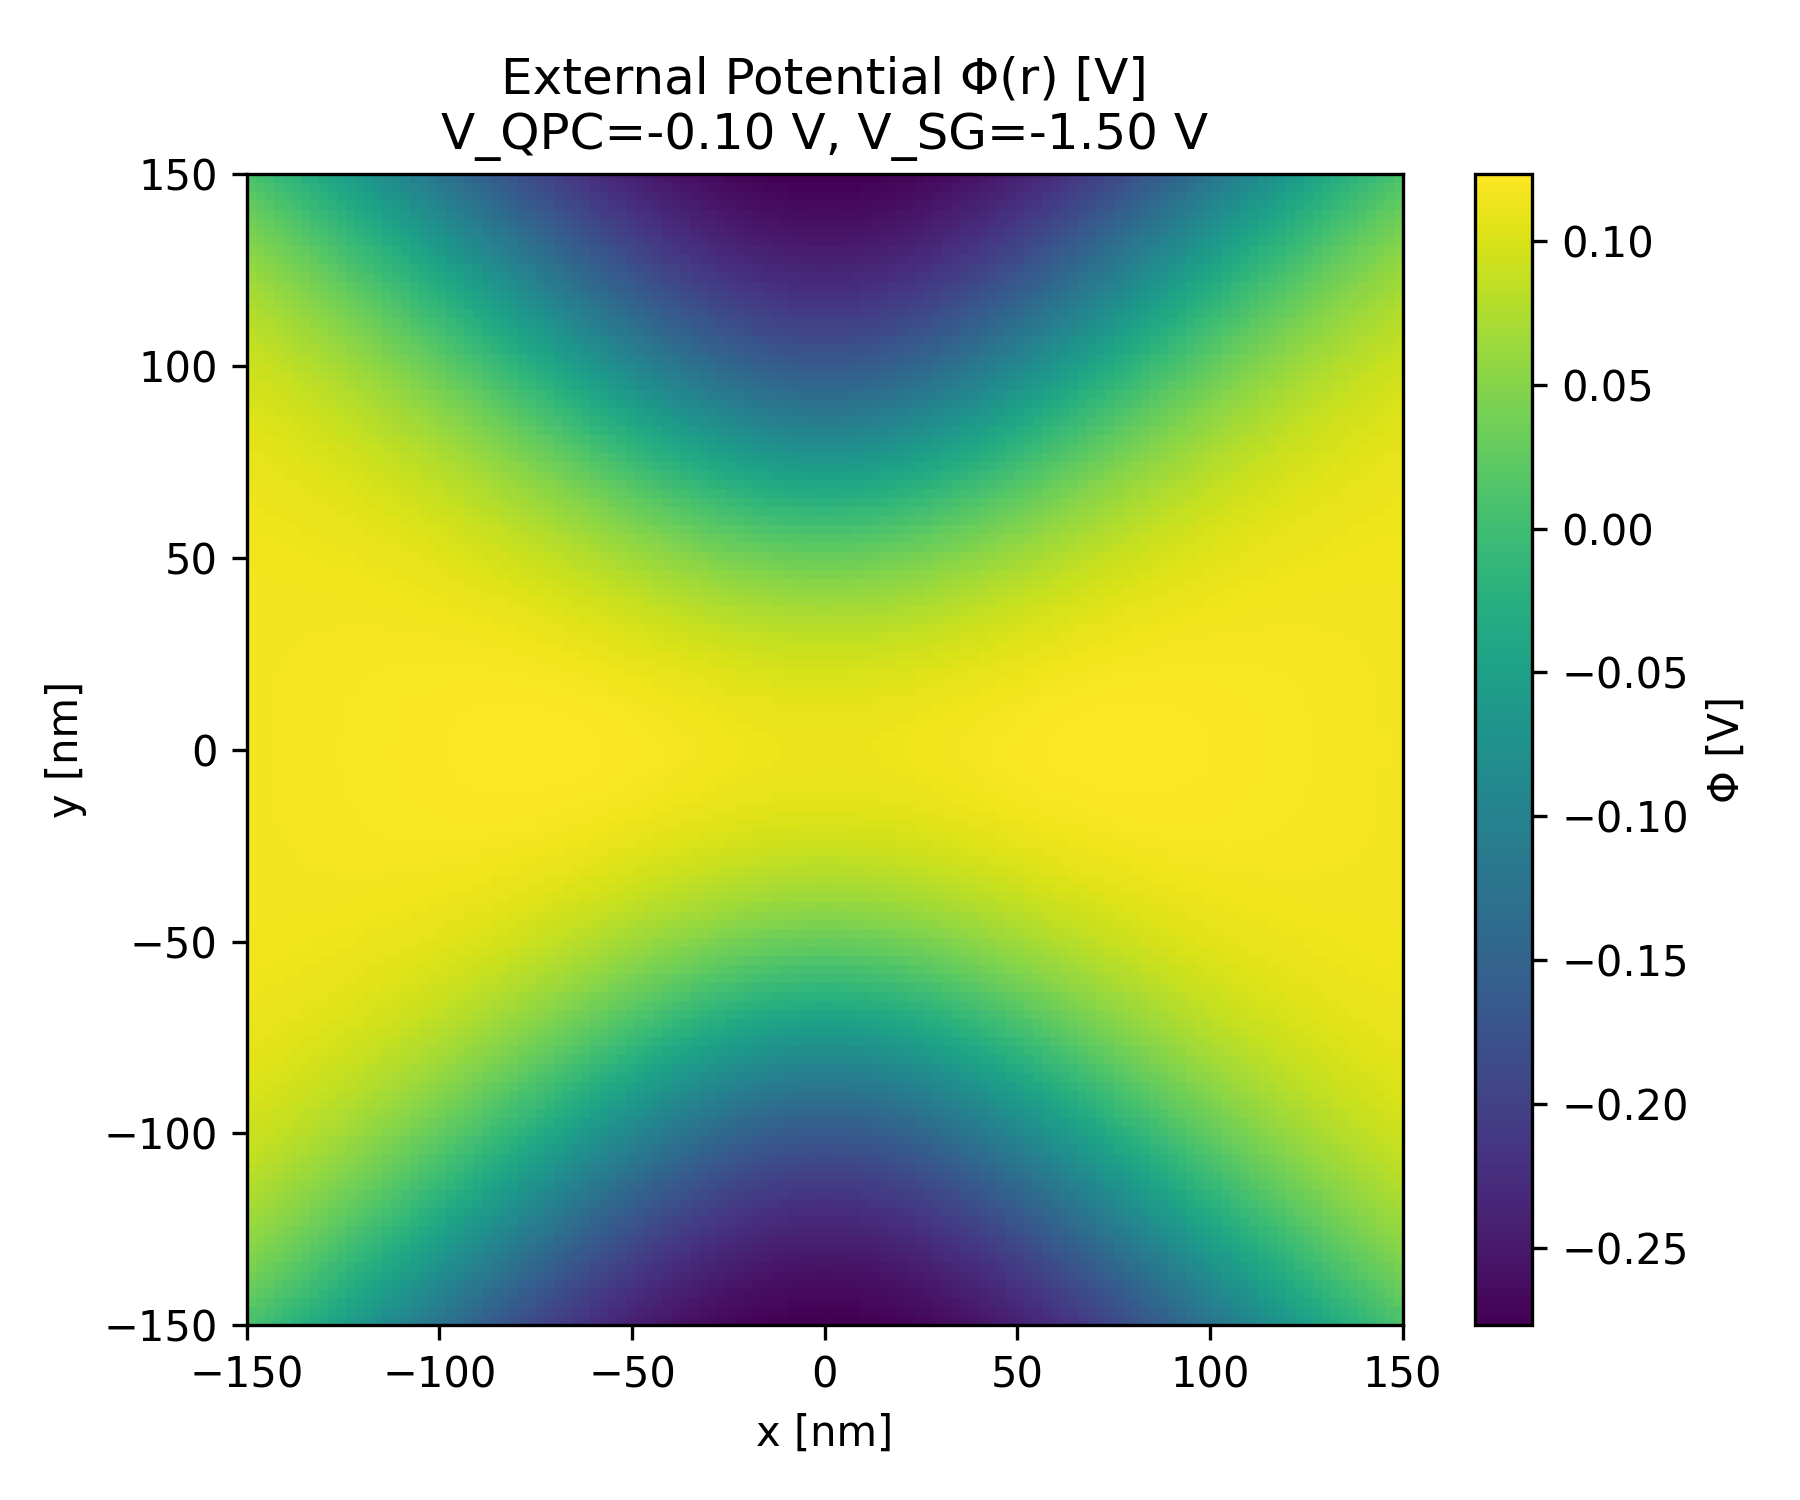 External Potential Φ(r) [V]
V_QPC=-0.10 V, V_SG=-1.50 V
150
100
50
0
−50
−100
−150
y [nm]
−150 −100 −50 0 50 100 150
x [nm]
0.10
0.05
0.00
−0.05
−0.10
−0.15
−0.20
−0.25
Φ [V]